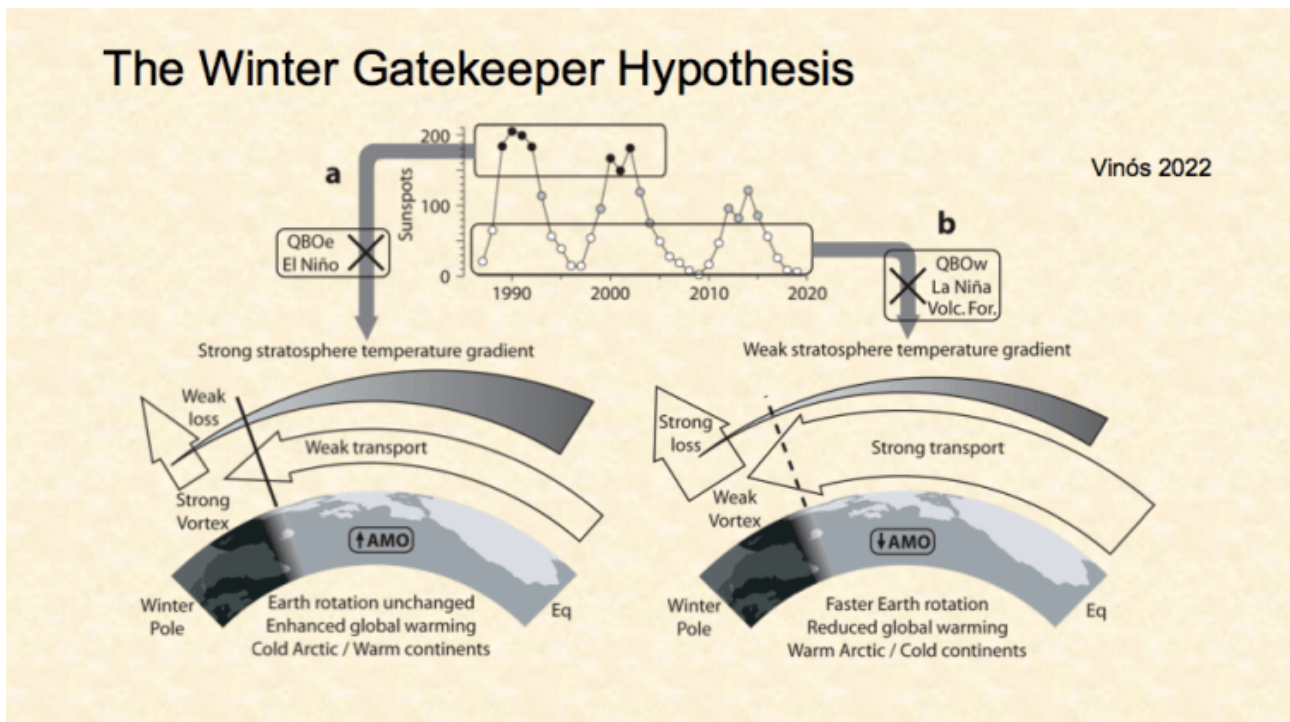 The Winter Gatekeeper Hypothesis
Vinós 2022
a
Sunspots
200
100
0
1990
2000
2010
2020
QBOe
El Niño
b
QBOw
La Niña
Volc. For.
Strong stratosphere temperature gradient
Weak
loss
Weak transport
Strong
Vortex
↑AMO
Winter
Pole
Eq
Earth rotation unchanged
Enhanced global warming
Cold Arctic / Warm continents
Weak stratosphere temperature gradient
Strong
loss
Strong transport
Weak
Vortex
↓AMO
Winter
Pole
Eq
Faster Earth rotation
Reduced global warming
Warm Arctic / Cold continents